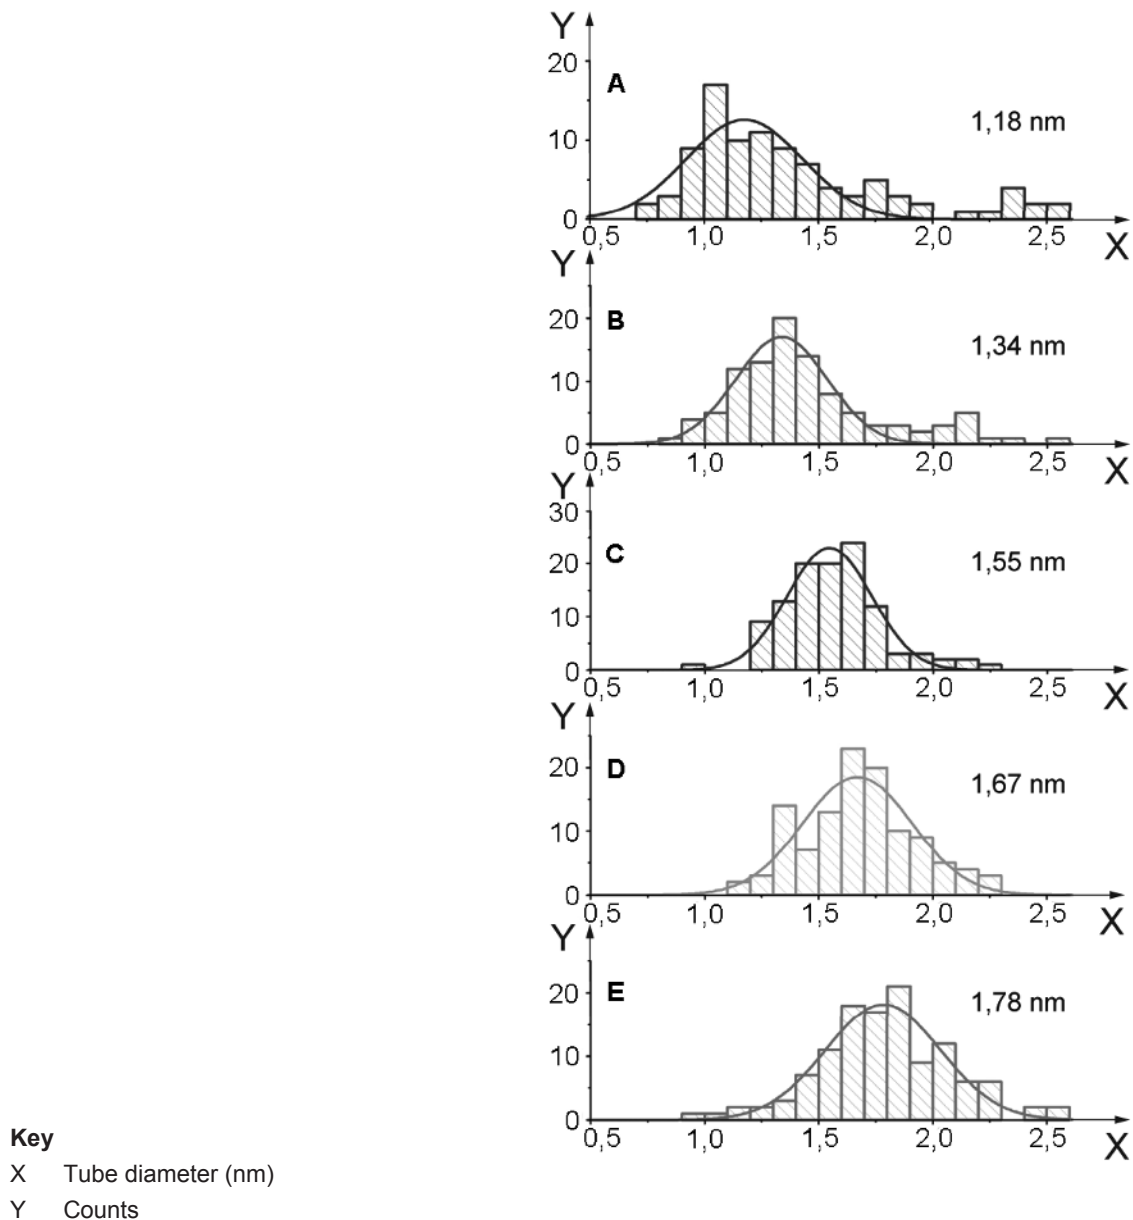 Y
20
A
1,18 nm
10
0
0,5 1,0 1,5 2,0 2,5 X
Y
20
B
1,34 nm
10
0
0,5 1,0 1,5 2,0 2,5 X
Y
30
20
C
1,55 nm
10
0
0,5 1,0 1,5 2,0 2,5 X
Y
20
D
1,67 nm
10
0
0,5 1,0 1,5 2,0 2,5 X
Y
20
E
1,78 nm
10
0
0,5 1,0 1,5 2,0 2,5 X
Key
X Tube diameter (nm)
Y Counts